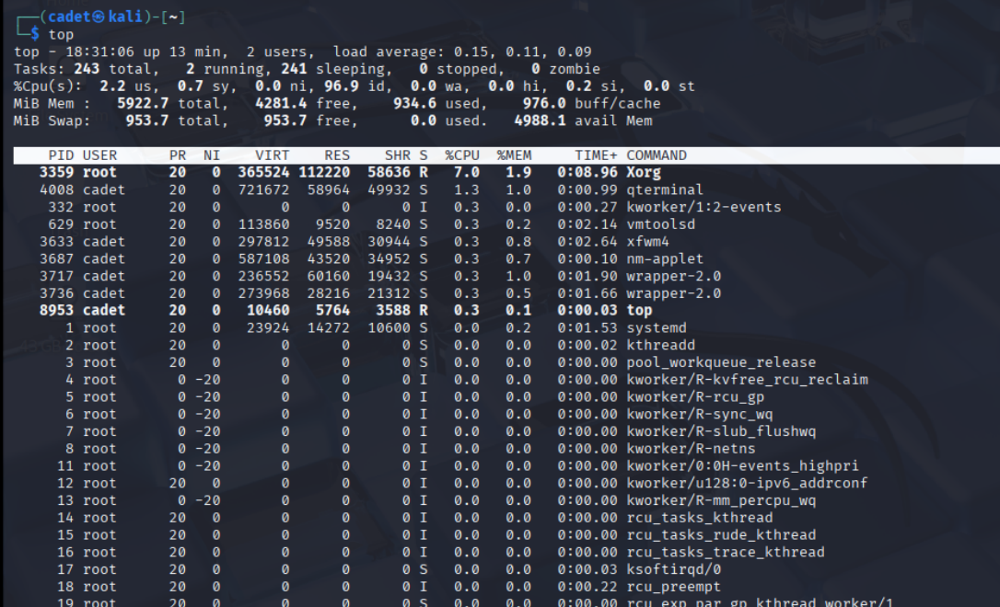 ┌──(cadet㉿kali)-[~]
└─$ top
top - 18:31:06 up 13 min,  2 users,  load average: 0.15, 0.11, 0.09
Tasks: 243 total,   2 running, 241 sleeping,   0 stopped,   0 zombie
%Cpu(s):  2.2 us,  0.7 sy,  0.0 ni, 96.9 id,  0.0 wa,  0.0 hi,  0.2 si,  0.0 st
MiB Mem :   5922.7 total,   4281.4 free,    934.6 used,    976.0 buff/cache
MiB Swap:    953.7 total,    953.7 free,      0.0 used.   4988.1 avail Mem
PID USER      PR  NI    VIRT    RES    SHR S  %CPU  %MEM     TIME+ COMMAND
3359 root      20   0  365524 112220  58636 R   7.0   1.9   0:08.96 Xorg
4008 cadet     20   0  721672  58964  49932 S   1.3   1.0   0:00.99 qterminal
332 root      20   0       0      0      0 I   0.3   0.0   0:00.27 kworker/1:2-events
629 root      20   0  113860   9520   8240 S   0.3   0.2   0:02.14 vmtoolsd
3633 cadet     20   0  297812  49588  30944 S   0.3   0.8   0:02.64 xfwm4
3687 cadet     20   0  587108  43520  34952 S   0.3   0.7   0:00.10 nm-applet
3717 cadet     20   0  236552  60160  19432 S   0.3   1.0   0:01.90 wrapper-2.0
3736 cadet     20   0  273968  28216  21312 S   0.3   0.5   0:01.66 wrapper-2.0
8953 cadet     20   0   10460   5764   3588 R   0.3   0.1   0:00.03 top
1 root      20   0   23924  14272  10600 S   0.0   0.2   0:01.53 systemd
2 root      20   0       0      0      0 S   0.0   0.0   0:00.02 kthreadd
3 root      20   0       0      0      0 S   0.0   0.0   0:00.00 pool_workqueue_release
4 root       0 -20       0      0      0 I   0.0   0.0   0:00.00 kworker/R-kvfree_rcu_reclaim
5 root       0 -20       0      0      0 I   0.0   0.0   0:00.00 kworker/R-rcu_gp
6 root       0 -20       0      0      0 I   0.0   0.0   0:00.00 kworker/R-sync_wq
7 root       0 -20       0      0      0 I   0.0   0.0   0:00.00 kworker/R-slub_flushwq
8 root       0 -20       0      0      0 I   0.0   0.0   0:00.00 kworker/R-netns
11 root       0 -20       0      0      0 I   0.0   0.0   0:00.00 kworker/0:0H-events_highpri
12 root      20   0       0      0      0 I   0.0   0.0   0:00.00 kworker/u128:0-ipv6_addrconf
13 root       0 -20       0      0      0 I   0.0   0.0   0:00.00 kworker/R-mm_percpu_wq
14 root      20   0       0      0      0 I   0.0   0.0   0:00.00 rcu_tasks_kthread
15 root      20   0       0      0      0 I   0.0   0.0   0:00.00 rcu_tasks_rude_kthread
16 root      20   0       0      0      0 I   0.0   0.0   0:00.00 rcu_tasks_trace_kthread
17 root      20   0       0      0      0 S   0.0   0.0   0:00.03 ksoftirqd/0
18 root      20   0       0      0      0 I   0.0   0.0   0:00.22 rcu_preempt
19 root      20   0       0      0      0 S   0.0   0.0   0:00.00 rcu_exp_par_gp_kthread_worker/1